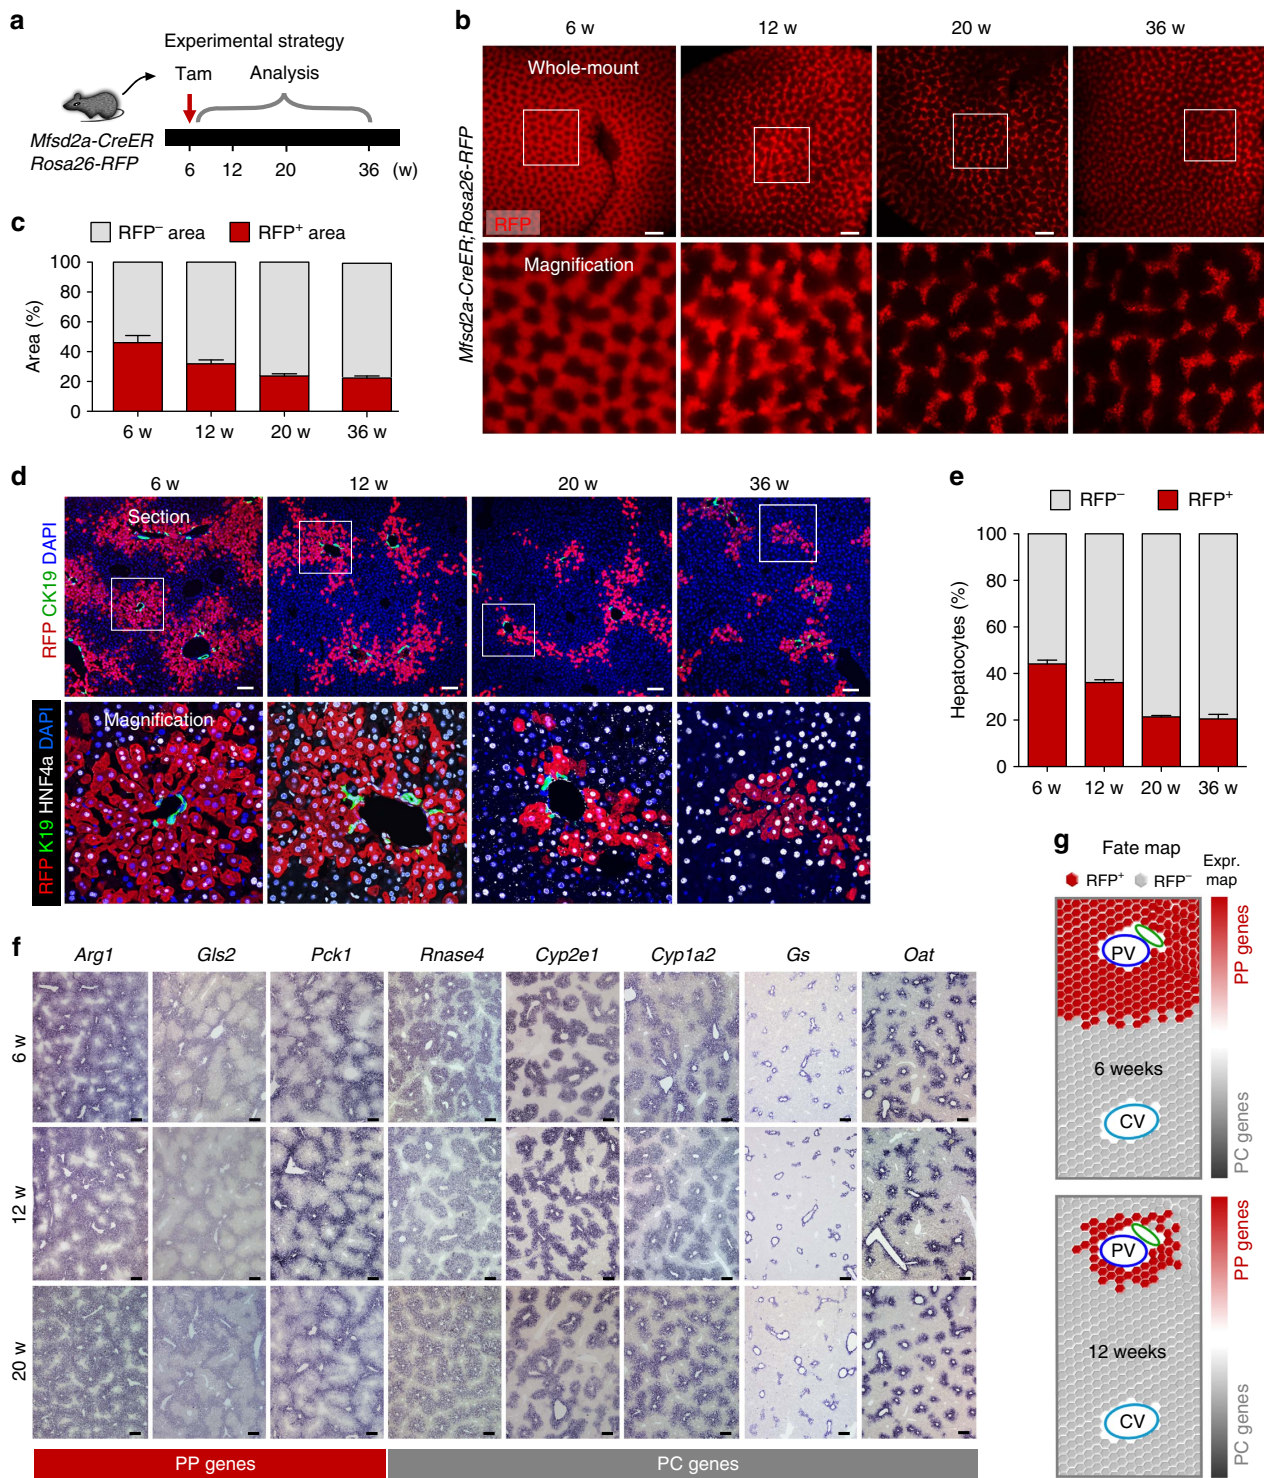 a
Experimental strategy
Tam
Analysis
Mfsd2a-CreER
Rosa26-RFP
6 12 20 36 (w)
b
6 w 12 w 20 w 36 w
Mfsd2a-CreER;Rosa26-RFP
Whole-mount
RFP
Magnification
c
RFP⁻ area RFP⁺ area
Area (%)
100
80
60
40
20
0
6 w 12 w 20 w 36 w
d
6 w 12 w 20 w 36 w
RFP CK19 DAPI
Section
RFP K19 HNF4a DAPI
Magnification
e
RFP⁻ RFP⁺
Hepatocytes (%)
100
80
60
40
20
0
6 w 12 w 20 w 36 w
f
Arg1 Gls2 Pck1 Rnase4 Cyp2e1 Cyp1a2 Gs Oat
6 w
12 w
20 w
PP genes PC genes
g
Fate map
Expr. map
RFP⁺ RFP⁻
PV
6 weeks
CV
PP genes
PC genes
PV
12 weeks
CV
PP genes
PC genes